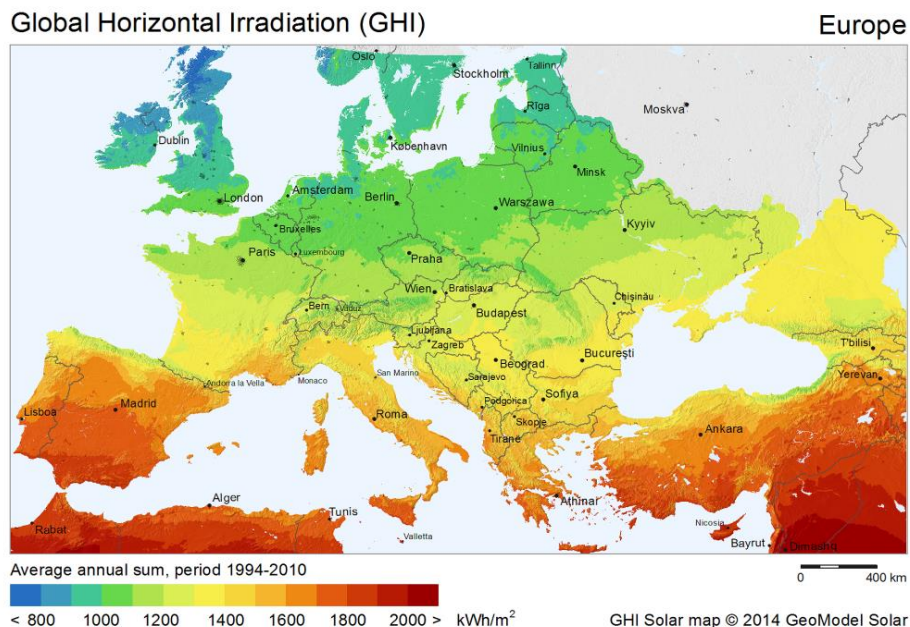 Global Horizontal Irradiation (GHI) Europe
Oslo
Stockholm
Tallinn
Rīga
Moskva
Dublin
København
Vilnius
Minsk
London
Amsterdam
Berlin
Warszawa
Bruxelles
Kyyiv
Paris
Luxembourg
Praha
Wien
Bratislava
Bern
Vaduz
Budapest
Chişinău
Ljubljana
Zagreb
Beograd
Bucureşti
T'bilisi
Sarajevo
San Marino
Monaco
Andorra la Vella
Yerevan
Podgorica
Sofiya
Lisboa
Madrid
Roma
Skopje
Tirane
Ankara
Alger
Tunis
Athinai
Rabat
Valletta
Nicosia
Bayrut
Dimashq
Average annual sum, period 1994-2010
0 400 km
< 800 1000 1200 1400 1600 1800 2000 > kWh/m²
GHI Solar map © 2014 GeoModel Solar